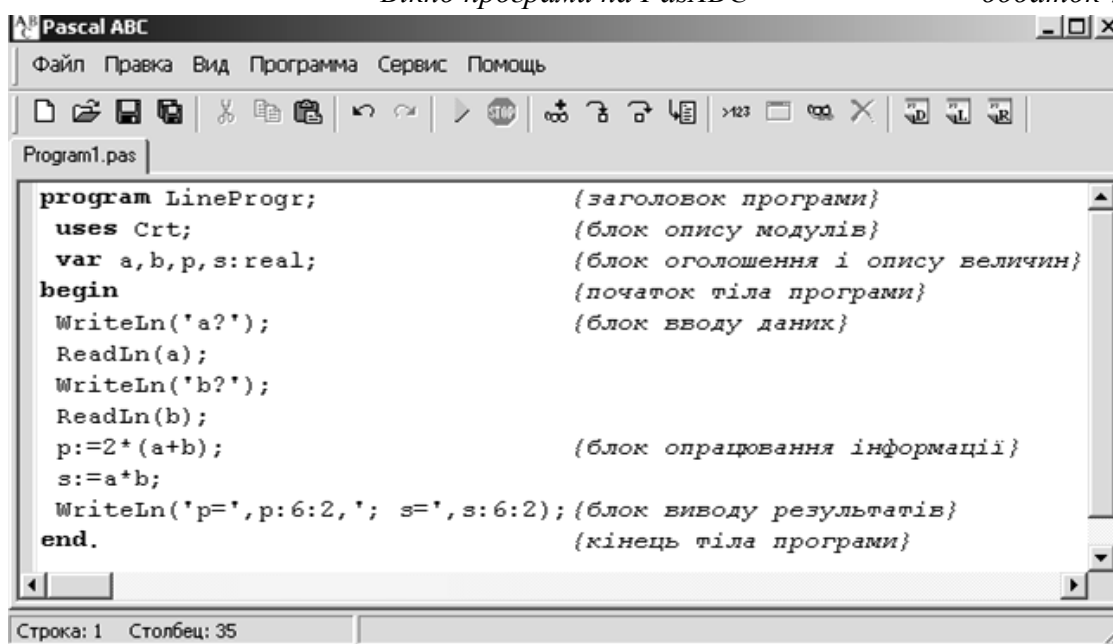 Pascal ABC
Файл Правка Вид Программа Сервис Помощь
Program1.pas
program LineProgr; {заголовок програми}
uses Crt; {блок опису модулів}
var a,b,p,s:real; {блок оголошення і опису величин}
begin {початок тіла програми}
WriteLn('a?'); {блок вводу даних}
ReadLn(a);
WriteLn('b?');
ReadLn(b);
p:=2*(a+b); {блок опрацювання інформації}
s:=a*b;
WriteLn('p=',p:6:2,'; s=',s:6:2);{блок виводу результатів}
end. {кінець тіла програми}
Строка: 1 Столбец: 35